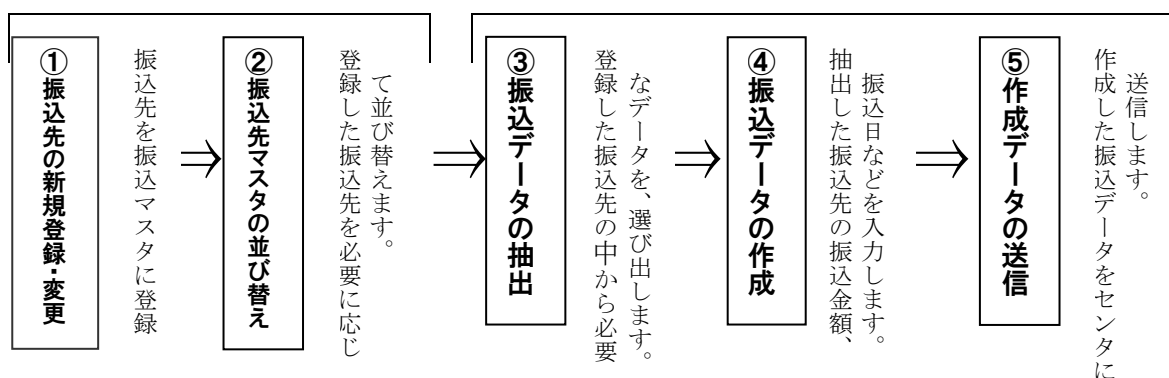 ①振込先の新規登録・変更
振込先を振込マスタに登録
⇒
②振込先マスタの並び替え
登録した振込先を必要に応じ
て並び替えます。
⇒
③振込データの抽出
登録した振込先の中から必要
なデータを、選び出します。
⇒
④振込データの作成
抽出した振込先の振込金額、
振込日などを入力します。
⇒
⑤作成データの送信
作成した振込データをセンタに
送信します。